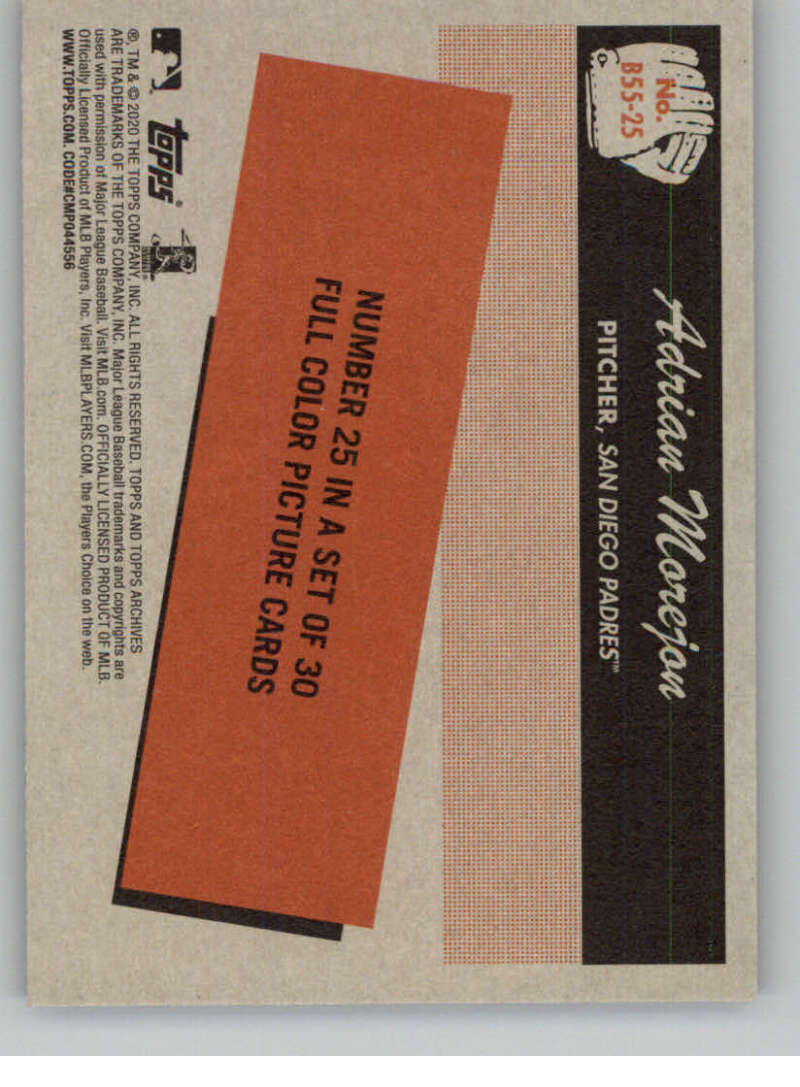 No.
B55-25
Adrian Morejon
PITCHER, SAN DIEGO PADRES™
NUMBER 25 IN A SET OF 30
FULL COLOR PICTURE CARDS
topps®
®, TM & © 2020 THE TOPPS COMPANY, INC. ALL RIGHTS RESERVED. TOPPS AND TOPPS ARCHIVES
ARE TRADEMARKS OF THE TOPPS COMPANY, INC. Major League Baseball trademarks and copyrights are
used with permission of Major League Baseball. Visit MLB.com. OFFICIALLY LICENSED PRODUCT OF MLB
Officially Licensed Product of MLB Players, Inc. Visit MLBPLAYERS.COM, the Players Choice on the web.
WWW.TOPPS.COM. CODE#CMP044556